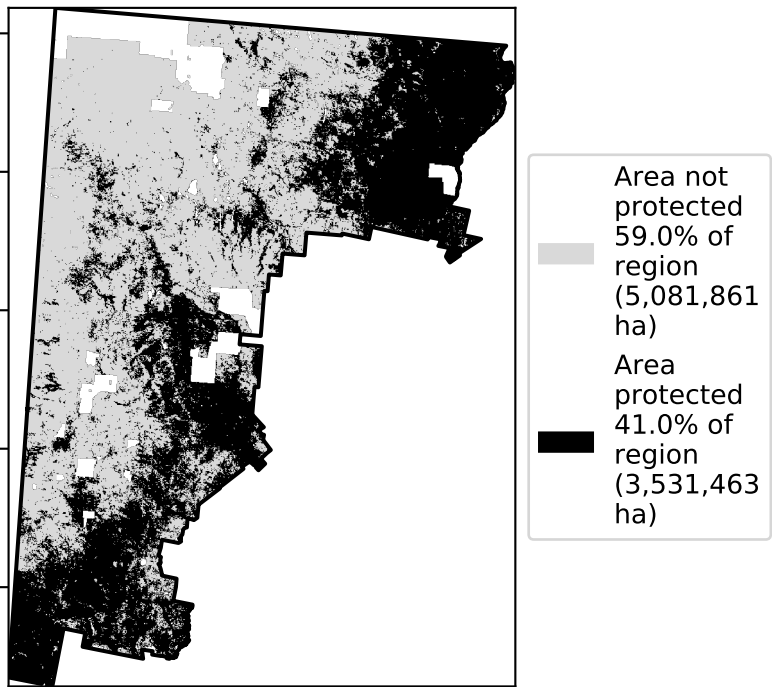 Area not
protected
59.0% of
region
(5,081,861
ha)
Area
protected
41.0% of
region
(3,531,463
ha)